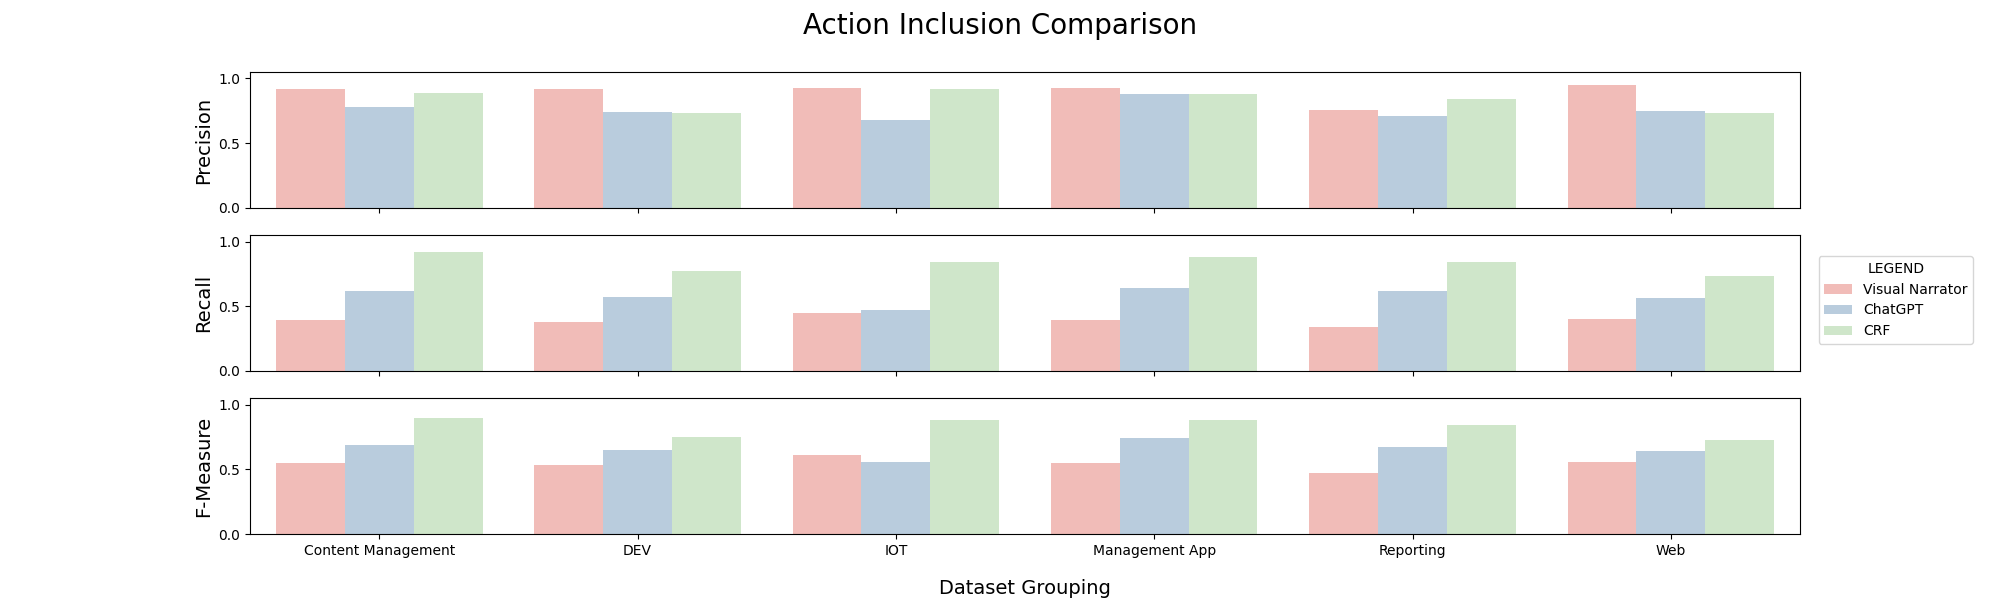 Action Inclusion Comparison
Precision
1.0
0.5
0.0
Recall
1.0
0.5
0.0
LEGEND
Visual Narrator
ChatGPT
CRF
F-Measure
1.0
0.5
0.0
Content Management DEV IOT Management App Reporting Web
Dataset Grouping